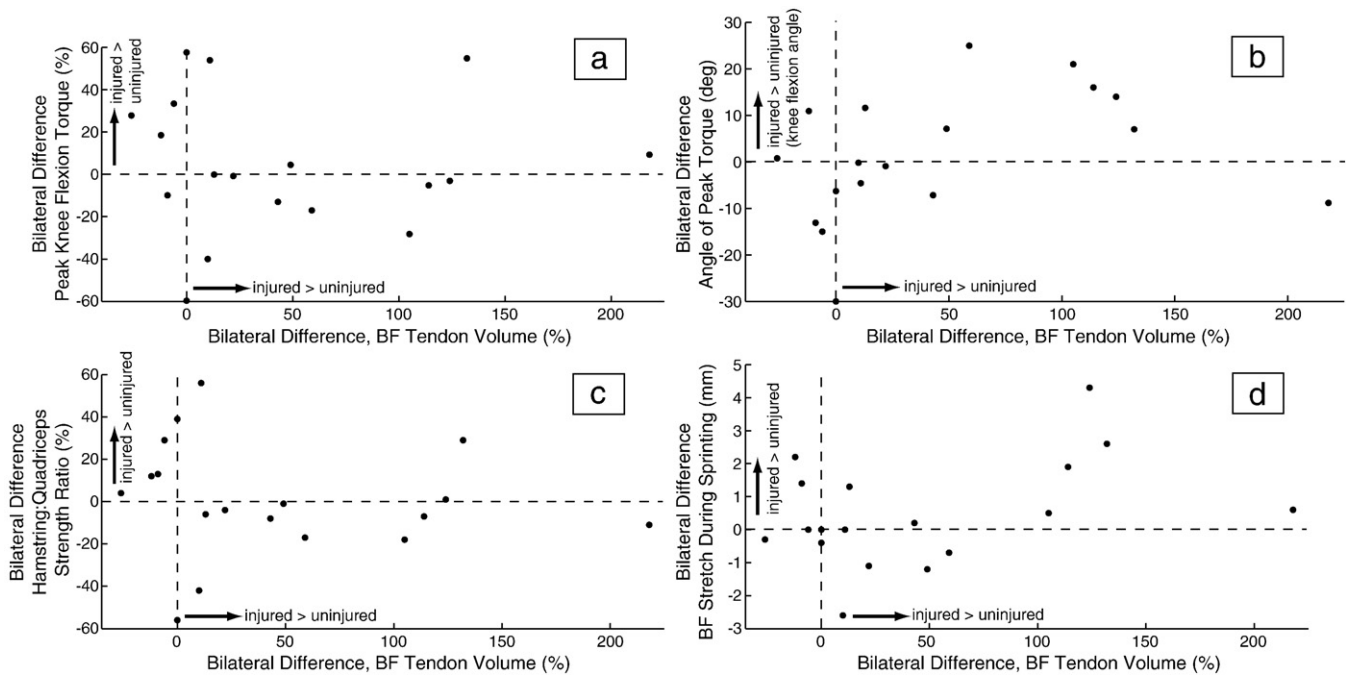 a
Bilateral Difference
Peak Knee Flexion Torque (%)
injured >
uninjured
60
40
20
0
-20
-40
-60
injured > uninjured
0
50
100
150
200
Bilateral Difference, BF Tendon Volume (%)
b
Bilateral Difference
Angle of Peak Torque (deg)
injured > uninjured
(knee flexion angle)
30
20
10
0
-10
-20
-30
injured > uninjured
0
50
100
150
200
Bilateral Difference, BF Tendon Volume (%)
c
Bilateral Difference
Hamstring:Quadriceps
Strength Ratio (%)
injured > uninjured
60
40
20
0
-20
-40
-60
injured > uninjured
0
50
100
150
200
Bilateral Difference, BF Tendon Volume (%)
d
Bilateral Difference
BF Stretch During Sprinting (mm)
injured > uninjured
5
4
3
2
1
0
-1
-2
-3
injured > uninjured
0
50
100
150
200
Bilateral Difference, BF Tendon Volume (%)